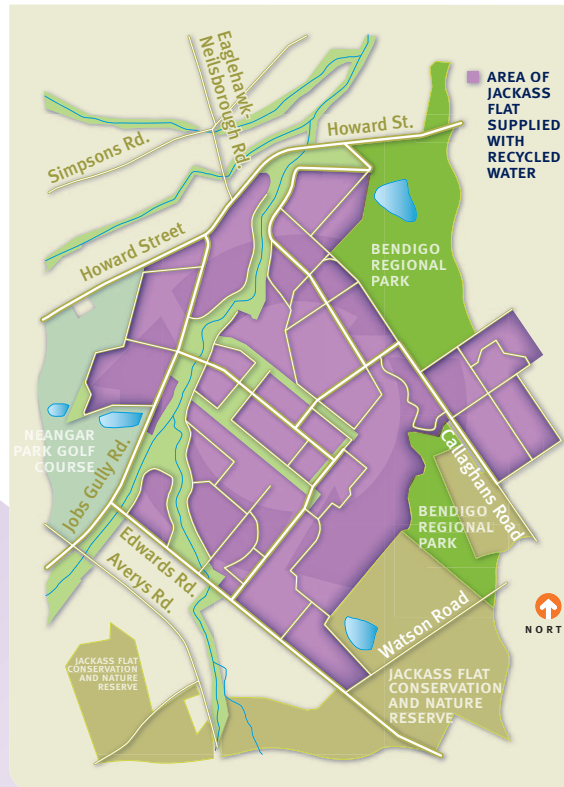 Eaglehawk-
Neilsborough Rd.
Simpsons Rd.
Howard St.
AREA OF
JACKASS
FLAT
SUPPLIED
WITH
RECYCLED
WATER
Howard Street
BENDIGO
REGIONAL
PARK
NEANGAR
PARK GOLF
COURSE
Jobs Gully Rd.
Callaghans Road
BENDIGO
REGIONAL
PARK
Edwards Rd.
Averys Rd.
Watson Road
NORT
JACKASS FLAT
CONSERVATION
AND NATURE
RESERVE
JACKASS FLAT
CONSERVATION
AND NATURE
RESERVE